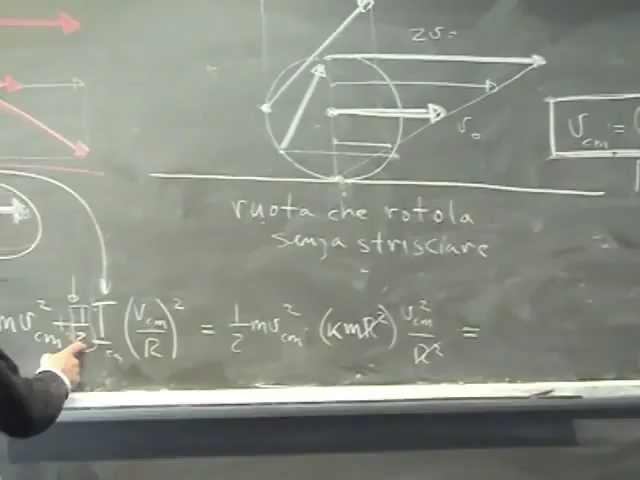 2v
v₀
v_cm =
ruota che rotola
senza strisciare
mv²_cm + 1/2 I_cm (v_cm/R)² = 1/2 mv²_cm (KmR²) v²_cm/R² =